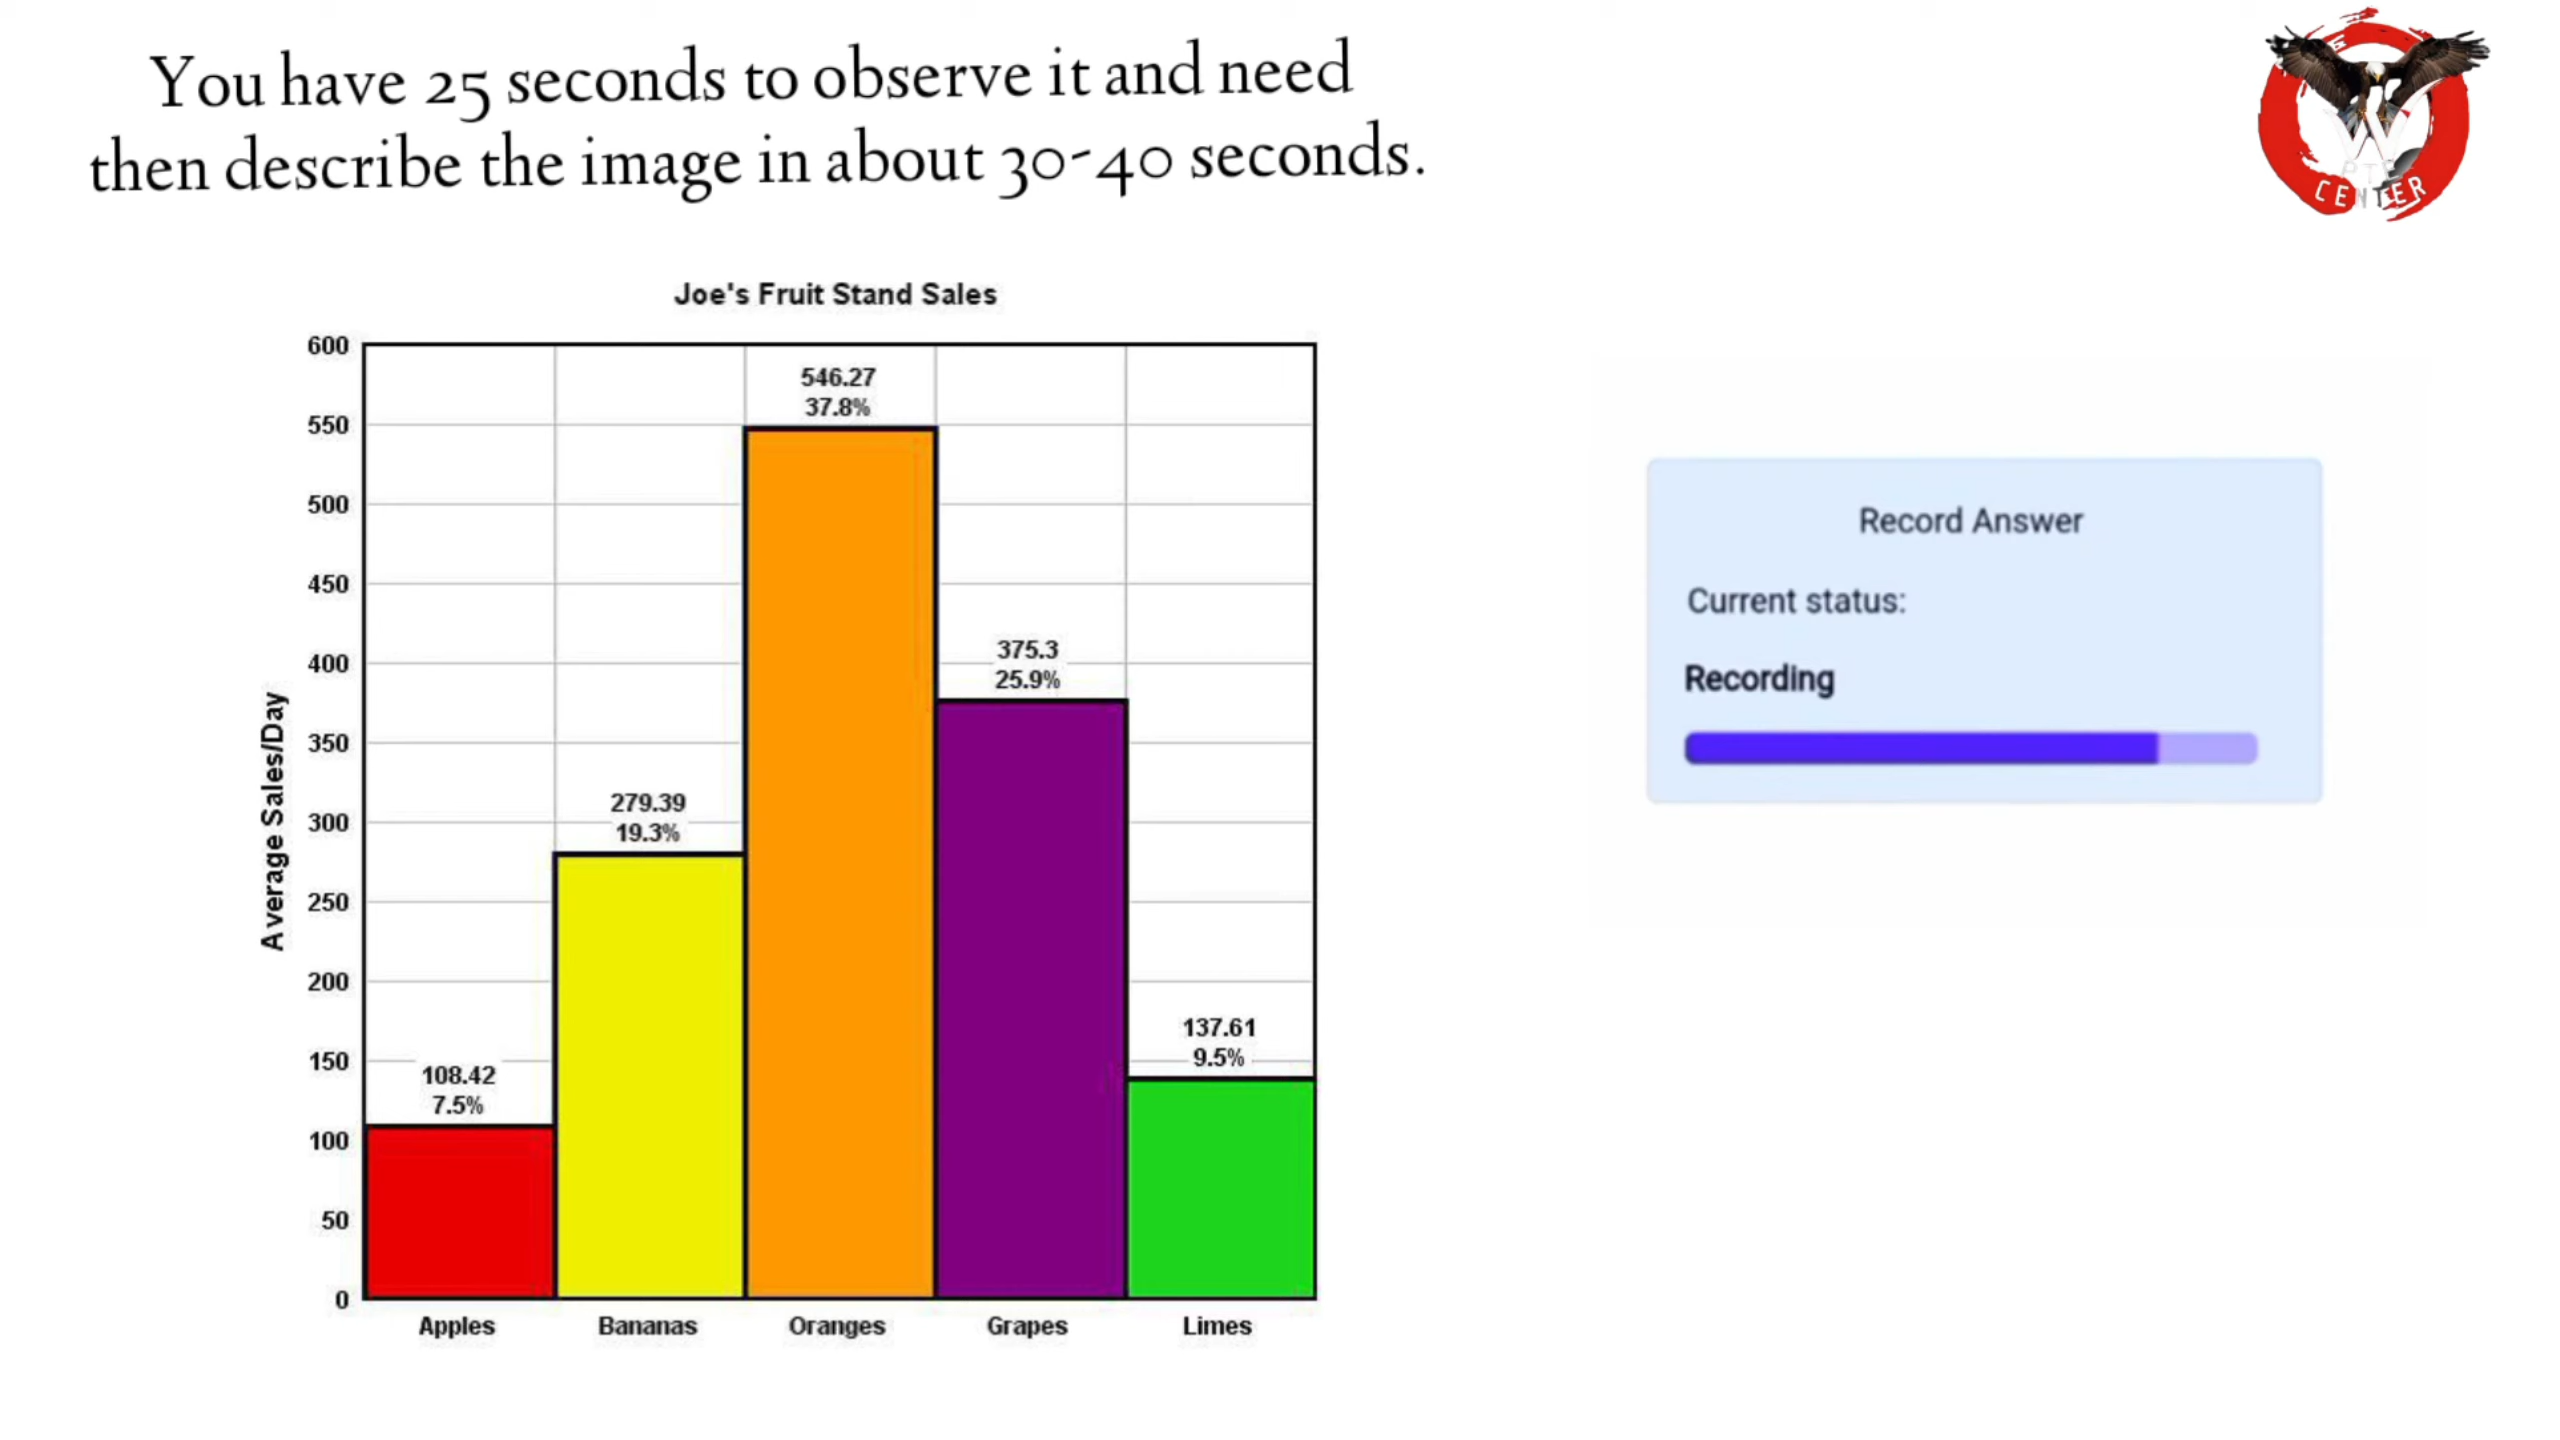 You have 25 seconds to observe it and need
then describe the image in about 30-40 seconds.
W
PTE
CENTER
Joe's Fruit Stand Sales
600
550
500
450
400
350
300
250
200
150
100
50
0
Average Sales/Day
108.42
7.5%
279.39
19.3%
546.27
37.8%
375.3
25.9%
137.61
9.5%
Apples
Bananas
Oranges
Grapes
Limes
Record Answer
Current status:
Recording